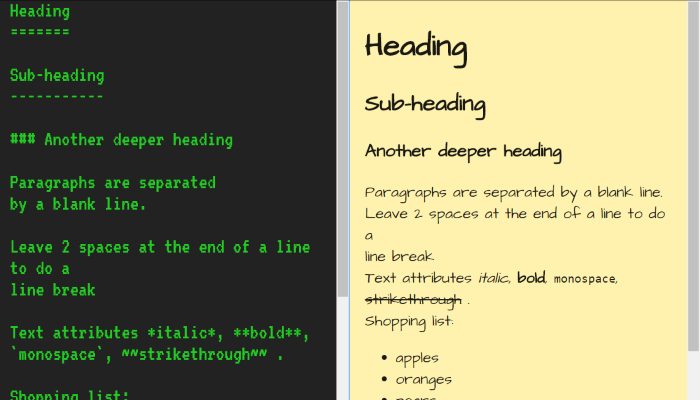 Heading
=======
Sub-heading
-----------
### Another deeper heading
Paragraphs are separated
by a blank line.
Leave 2 spaces at the end of a line
to do a
line break
Text attributes *italic*, **bold**,
`monospace`, ~~strikethrough~~ .
Shopping list:
Heading
Sub-heading
Another deeper heading
Paragraphs are separated by a blank line.
Leave 2 spaces at the end of a line to do
a
line break
Text attributes italic, bold, monospace,
strikethrough .
Shopping list:
• apples
• oranges
• pears